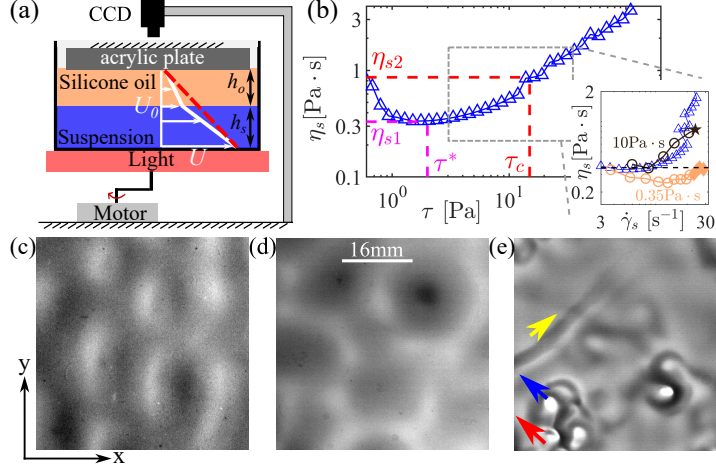 (a)
CCD
acrylic plate
Silicone oil
h_o
U_0
h_s
Suspension
U
Light
Motor
(b)
η_s[Pa · s]
3
1
0.3
0.1
η_s2
η_s1
τ*
τ_c
10^0
10^1
τ [Pa]
η_s[Pa · s]
2
0.2
10Pa · s
0.35Pa · s
3
30
γ̇_s [s^-1]
(c)
y
x
(d)
16mm
(e)